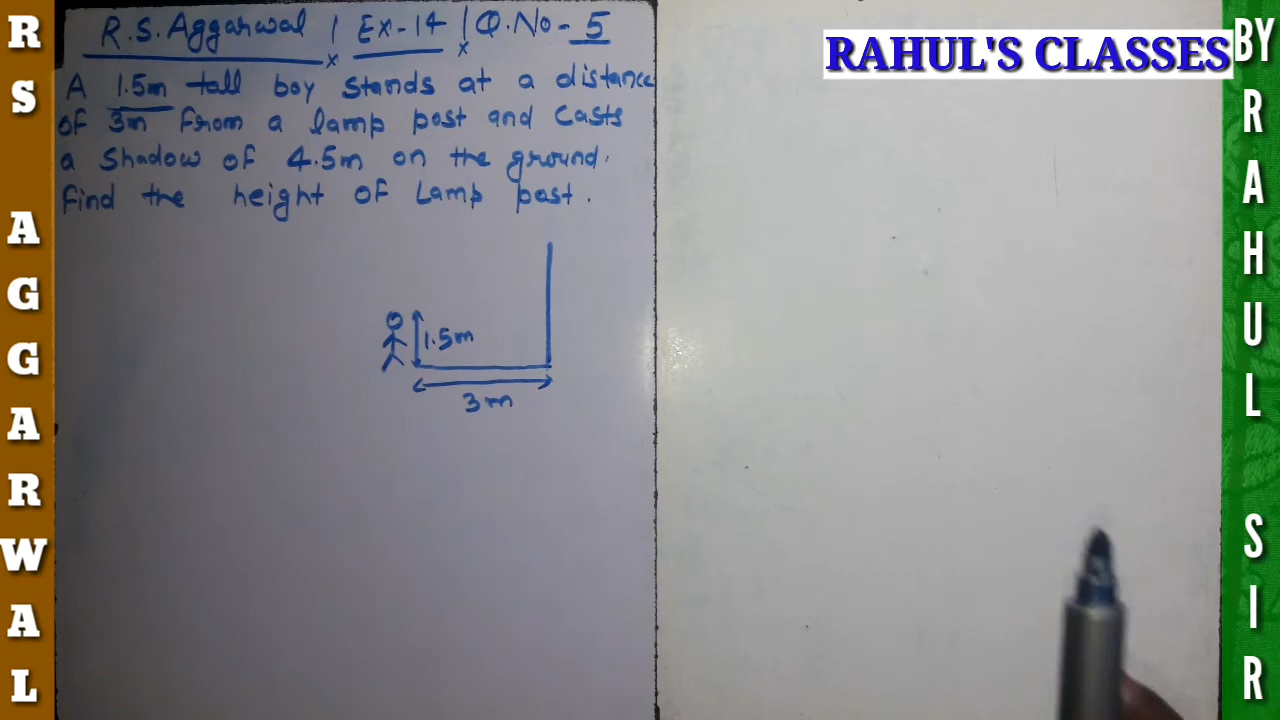 RS AGGARWAL
R.S. Aggarwal | Ex-14 | Q.No- 5
A 1.5m tall boy stands at a distance
of 3m from a lamp post and casts
a shadow of 4.5m on the ground.
Find the height of Lamp post.
1.5m
3m
RAHUL'S CLASSES
BY RAHUL SIR